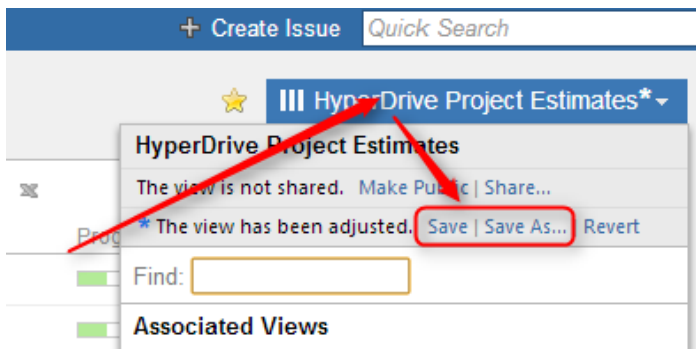 + Create Issue Quick Search
HyperDrive Project Estimates*
HyperDrive Project Estimates
The view is not shared. Make Public | Share...
* The view has been adjusted. Save | Save As... Revert
Prog
Find:
Associated Views